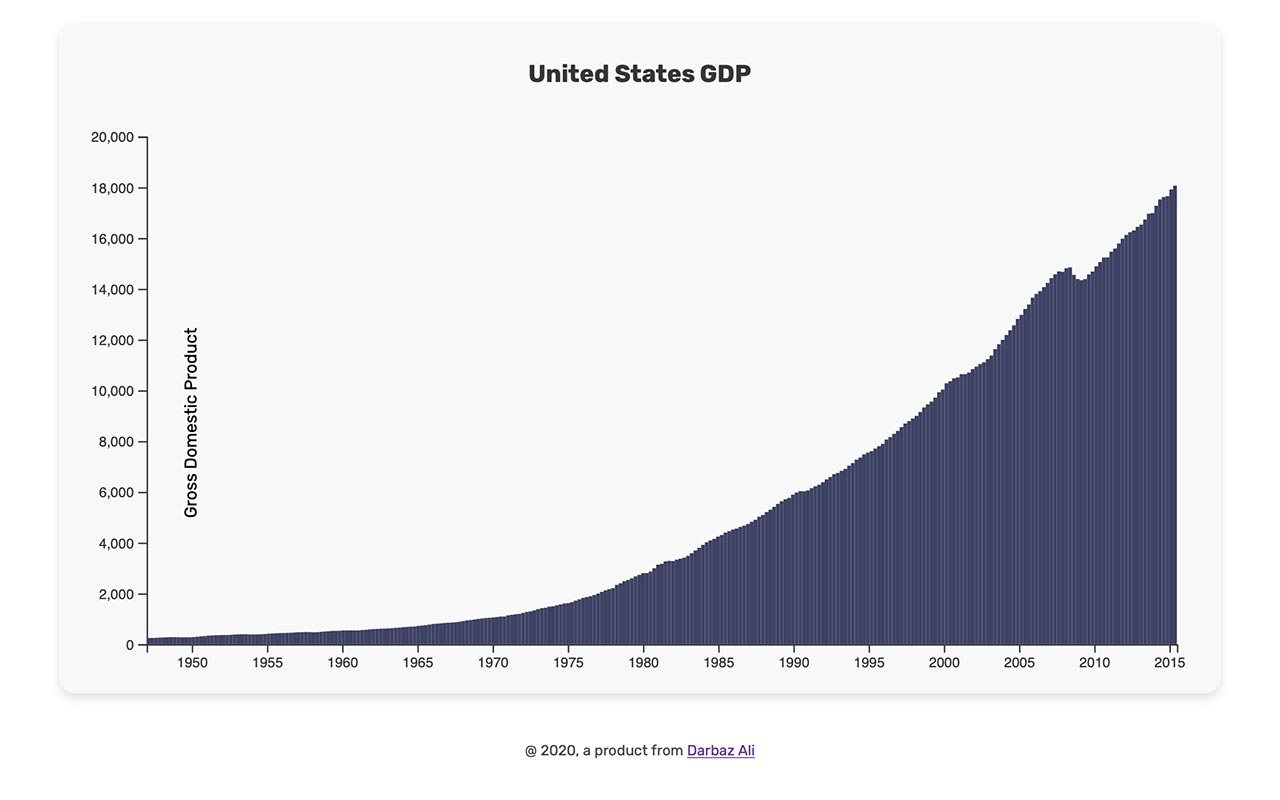 United States GDP
20,000
18,000
16,000
14,000
12,000
10,000
8,000
6,000
4,000
2,000
0
Gross Domestic Product
1950 1955 1960 1965 1970 1975 1980 1985 1990 1995 2000 2005 2010 2015
@ 2020, a product from Darbaz Ali